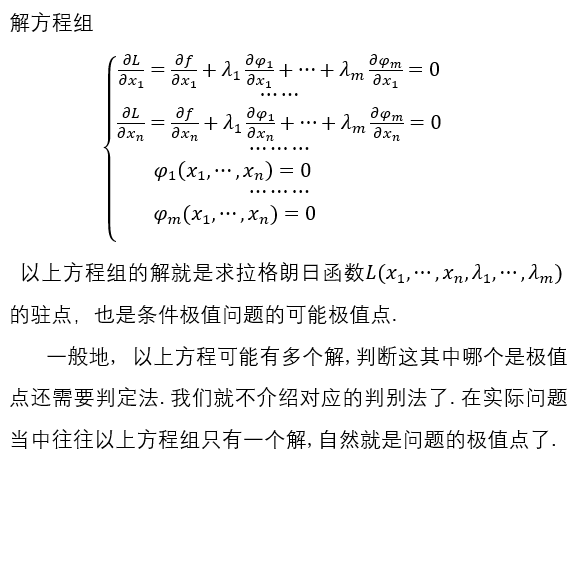 解方程组
∂L/∂x₁ = ∂f/∂x₁ + λ₁ ∂φ₁/∂x₁ + ⋯ + λₘ ∂φₘ/∂x₁ = 0
⋯⋯
∂L/∂xₙ = ∂f/∂xₙ + λ₁ ∂φ₁/∂xₙ + ⋯ + λₘ ∂φₘ/∂xₙ = 0
⋯⋯⋯
φ₁(x₁,⋯,xₙ) = 0
⋯⋯⋯
φₘ(x₁,⋯,xₙ) = 0
以上方程组的解就是求拉格朗日函数L(x₁,⋯,xₙ,λ₁,⋯,λₘ)
的驻点，也是条件极值问题的可能极值点.
一般地，以上方程可能有多个解,判断这其中哪个是极值
点还需要判定法.我们就不介绍对应的判别法了.在实际问题
当中往往以上方程组只有一个解,自然就是问题的极值点了.